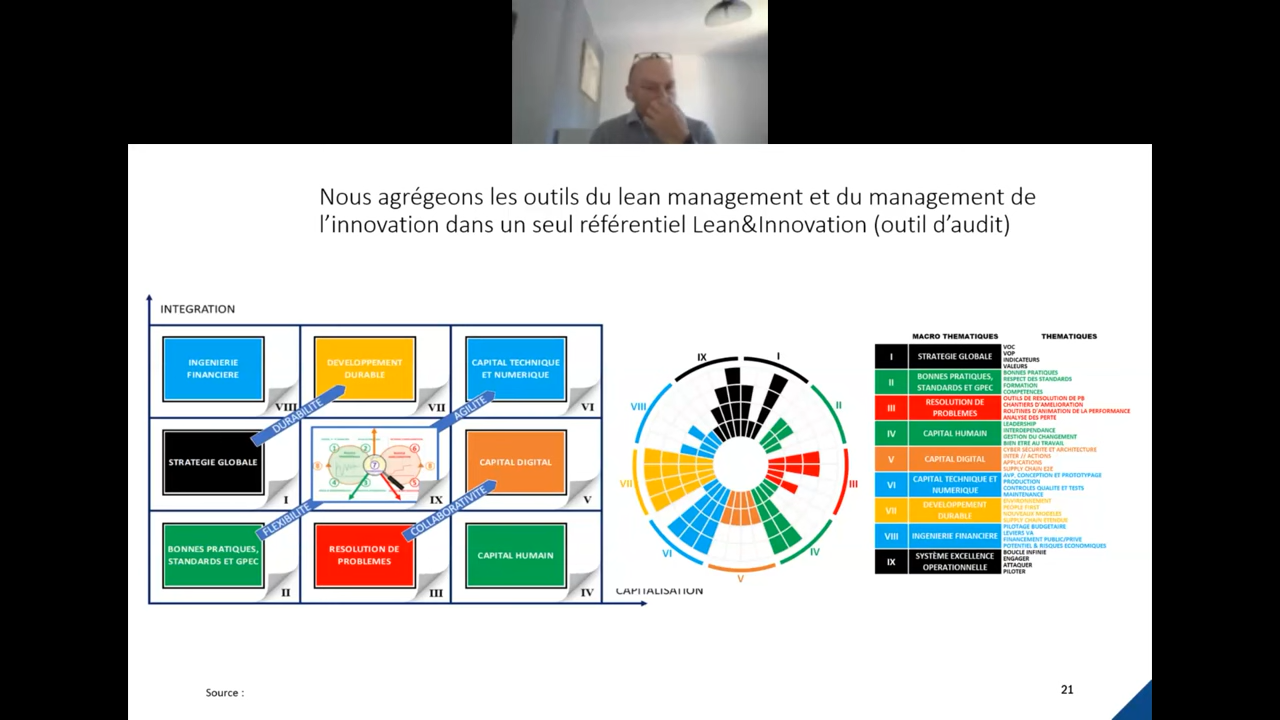 Nous agrégeons les outils du lean management et du management de
l'innovation dans un seul référentiel Lean&Innovation (outil d'audit)
INTEGRATION
INGENIERIE
FINANCIERE
VIII
DEVELOPPEMENT
DURABLE
VII
CAPITAL TECHNIQUE
ET NUMERIQUE
VI
DURABILITE
AGILITE
STRATEGIE GLOBALE
I
IX
CAPITAL DIGITAL
V
FLEXIBILITE
COLLABORATIVITE
BONNES PRATIQUES,
STANDARDS ET GPEC
II
RESOLUTION DE
PROBLEMES
III
CAPITAL HUMAIN
IV
CAPITALISATION
IX
I
VIII
II
VII
III
VI
IV
V
MACRO THEMATIQUES
THEMATIQUES
I
STRATEGIE GLOBALE
VOC
VOP
INDICATEURS
VALEURS
II
BONNES PRATIQUES,
STANDARDS ET GPEC
BONNES PRATIQUES
RESPECT DES STANDARDS
FORMATION
COMPETENCES
III
RESOLUTION DE
PROBLEMES
OUTILS DE RESOLUTION DE PB
CHANTIERS D'AMÉLIORATION
ROUTINES D'ANIMATION DE LA PERFORMANCE
ANALYSE DES PERTE
IV
CAPITAL HUMAIN
LEADERSHIP
INTERDEPENDANCE
GESTION DU CHANGEMENT
BIEN ETRE AU TRAVAIL
V
CAPITAL DIGITAL
CYBER SECURITE ET ARCHITECTURE
INTER // ACTIONS
APPLICATIONS
SUPPLY CHAIN E2E
VI
CAPITAL TECHNIQUE ET
NUMERIQUE
AVP. CONCEPTION ET PROTOTYPAGE
PRODUCTION
CONTROLES QUALITE ET TESTS
MAINTENANCE
VII
DEVELOPPEMENT
DURABLE
ENVIRONNEMENT
PEOPLE FIRST
NOUVEAUX MODELES
SUPPLY CHAIN ETENDUE
VIII
INGENIERIE FINANCIERE
PILOTAGE BUDGETAIRE
LEVIERS VA
FINANCEMENT PUBLIC/PRIVE
POTENTIEL & RISQUES ECONOMIQUES
IX
SYSTÈME EXCELLENCE
OPERATIONNELLE
BOUCLE INFINIE
ENGAGER
ATTAQUER
PILOTER
Source :
21